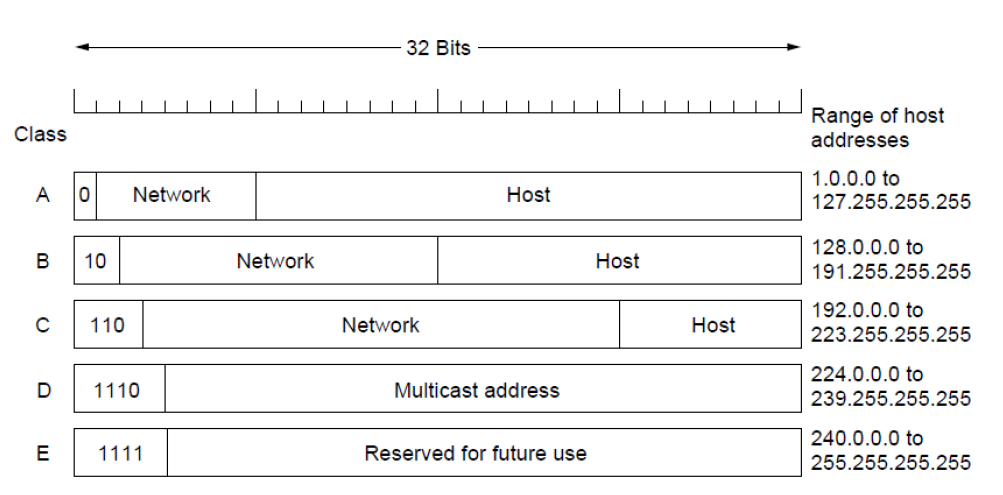 32 Bits
Range of host
addresses
Class
A
0
Network
Host
1.0.0.0 to
127.255.255.255
B
10
Network
Host
128.0.0.0 to
191.255.255.255
C
110
Network
Host
192.0.0.0 to
223.255.255.255
D
1110
Multicast address
224.0.0.0 to
239.255.255.255
E
1111
Reserved for future use
240.0.0.0 to
255.255.255.255